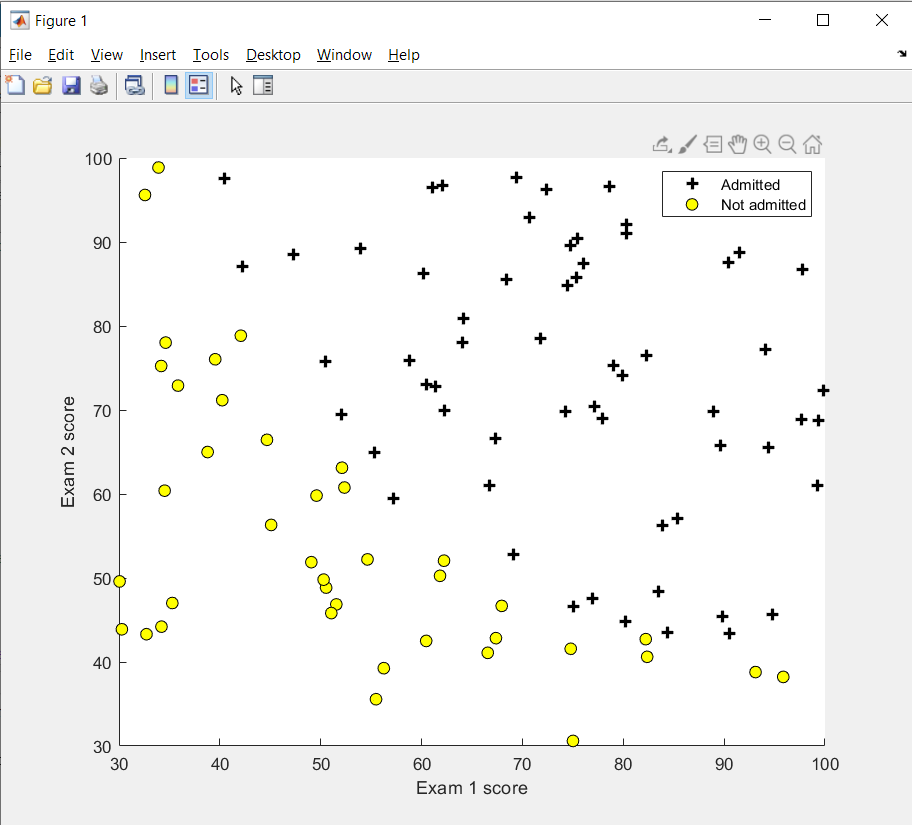 Figure 1
File Edit View Insert Tools Desktop Window Help
Admitted
Not admitted
100
90
80
70
60
50
40
30
Exam 2 score
30 40 50 60 70 80 90 100
Exam 1 score